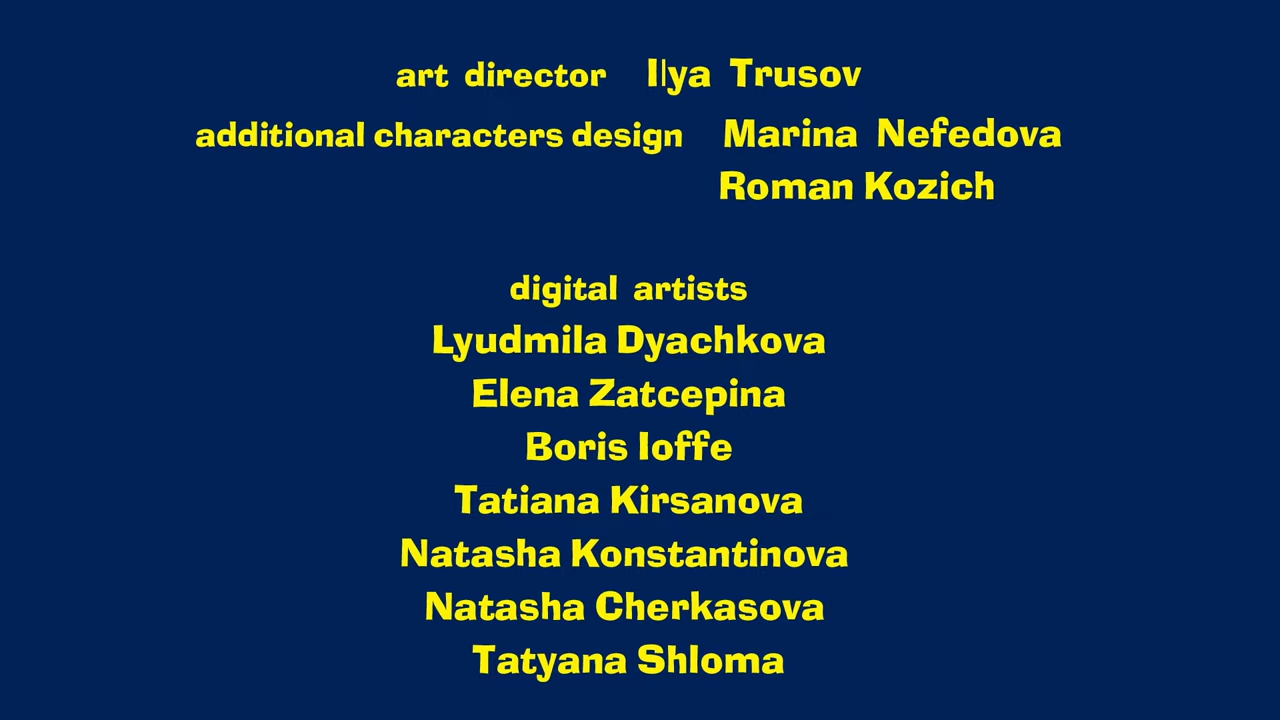 art director Ilya Trusov
additional characters design Marina Nefedova
Roman Kozich
digital artists
Lyudmila Dyachkova
Elena Zatcepina
Boris Ioffe
Tatiana Kirsanova
Natasha Konstantinova
Natasha Cherkasova
Tatyana Shloma